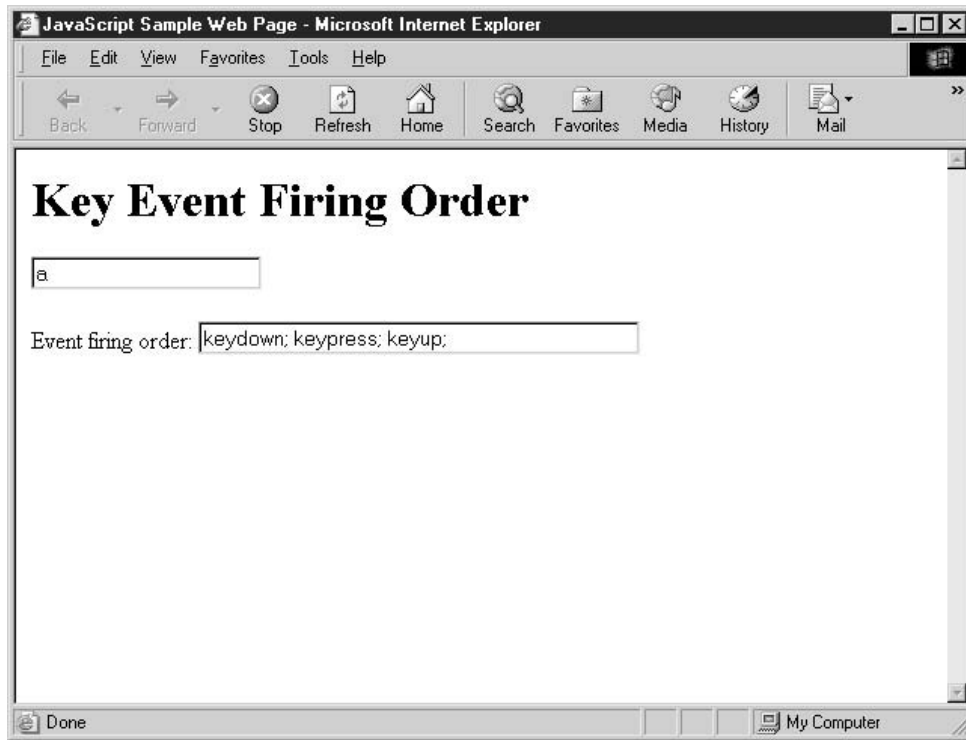 JavaScript Sample Web Page - Microsoft Internet Explorer
File Edit View Favorites Tools Help
Back Forward Stop Refresh Home Search Favorites Media History Mail »
Key Event Firing Order
a
Event firing order: keydown; keypress; keyup;
Done My Computer